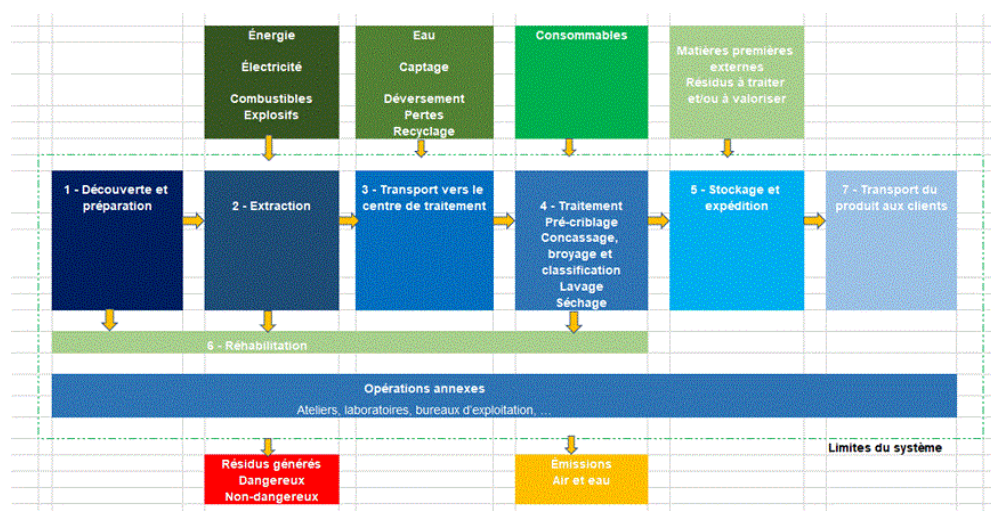 Énergie
Électricité
Combustibles
Explosifs
Eau
Captage
Déversement
Pertes
Recyclage
Consommables
Matières premières
externes
Résidus à traiter
et/ou à valoriser
1 - Découverte et
préparation
2 - Extraction
3 - Transport vers le
centre de traitement
4 - Traitement
Pré-criblage
Concassage,
broyage et
classification
Lavage
Séchage
5 - Stockage et
expédition
7 - Transport du
produit aux clients
6 - Réhabilitation
Opérations annexes
Ateliers, laboratoires, bureaux d'exploitation, ...
Limites du système
Résidus générés
Dangereux
Non-dangereux
Émissions
Air et eau